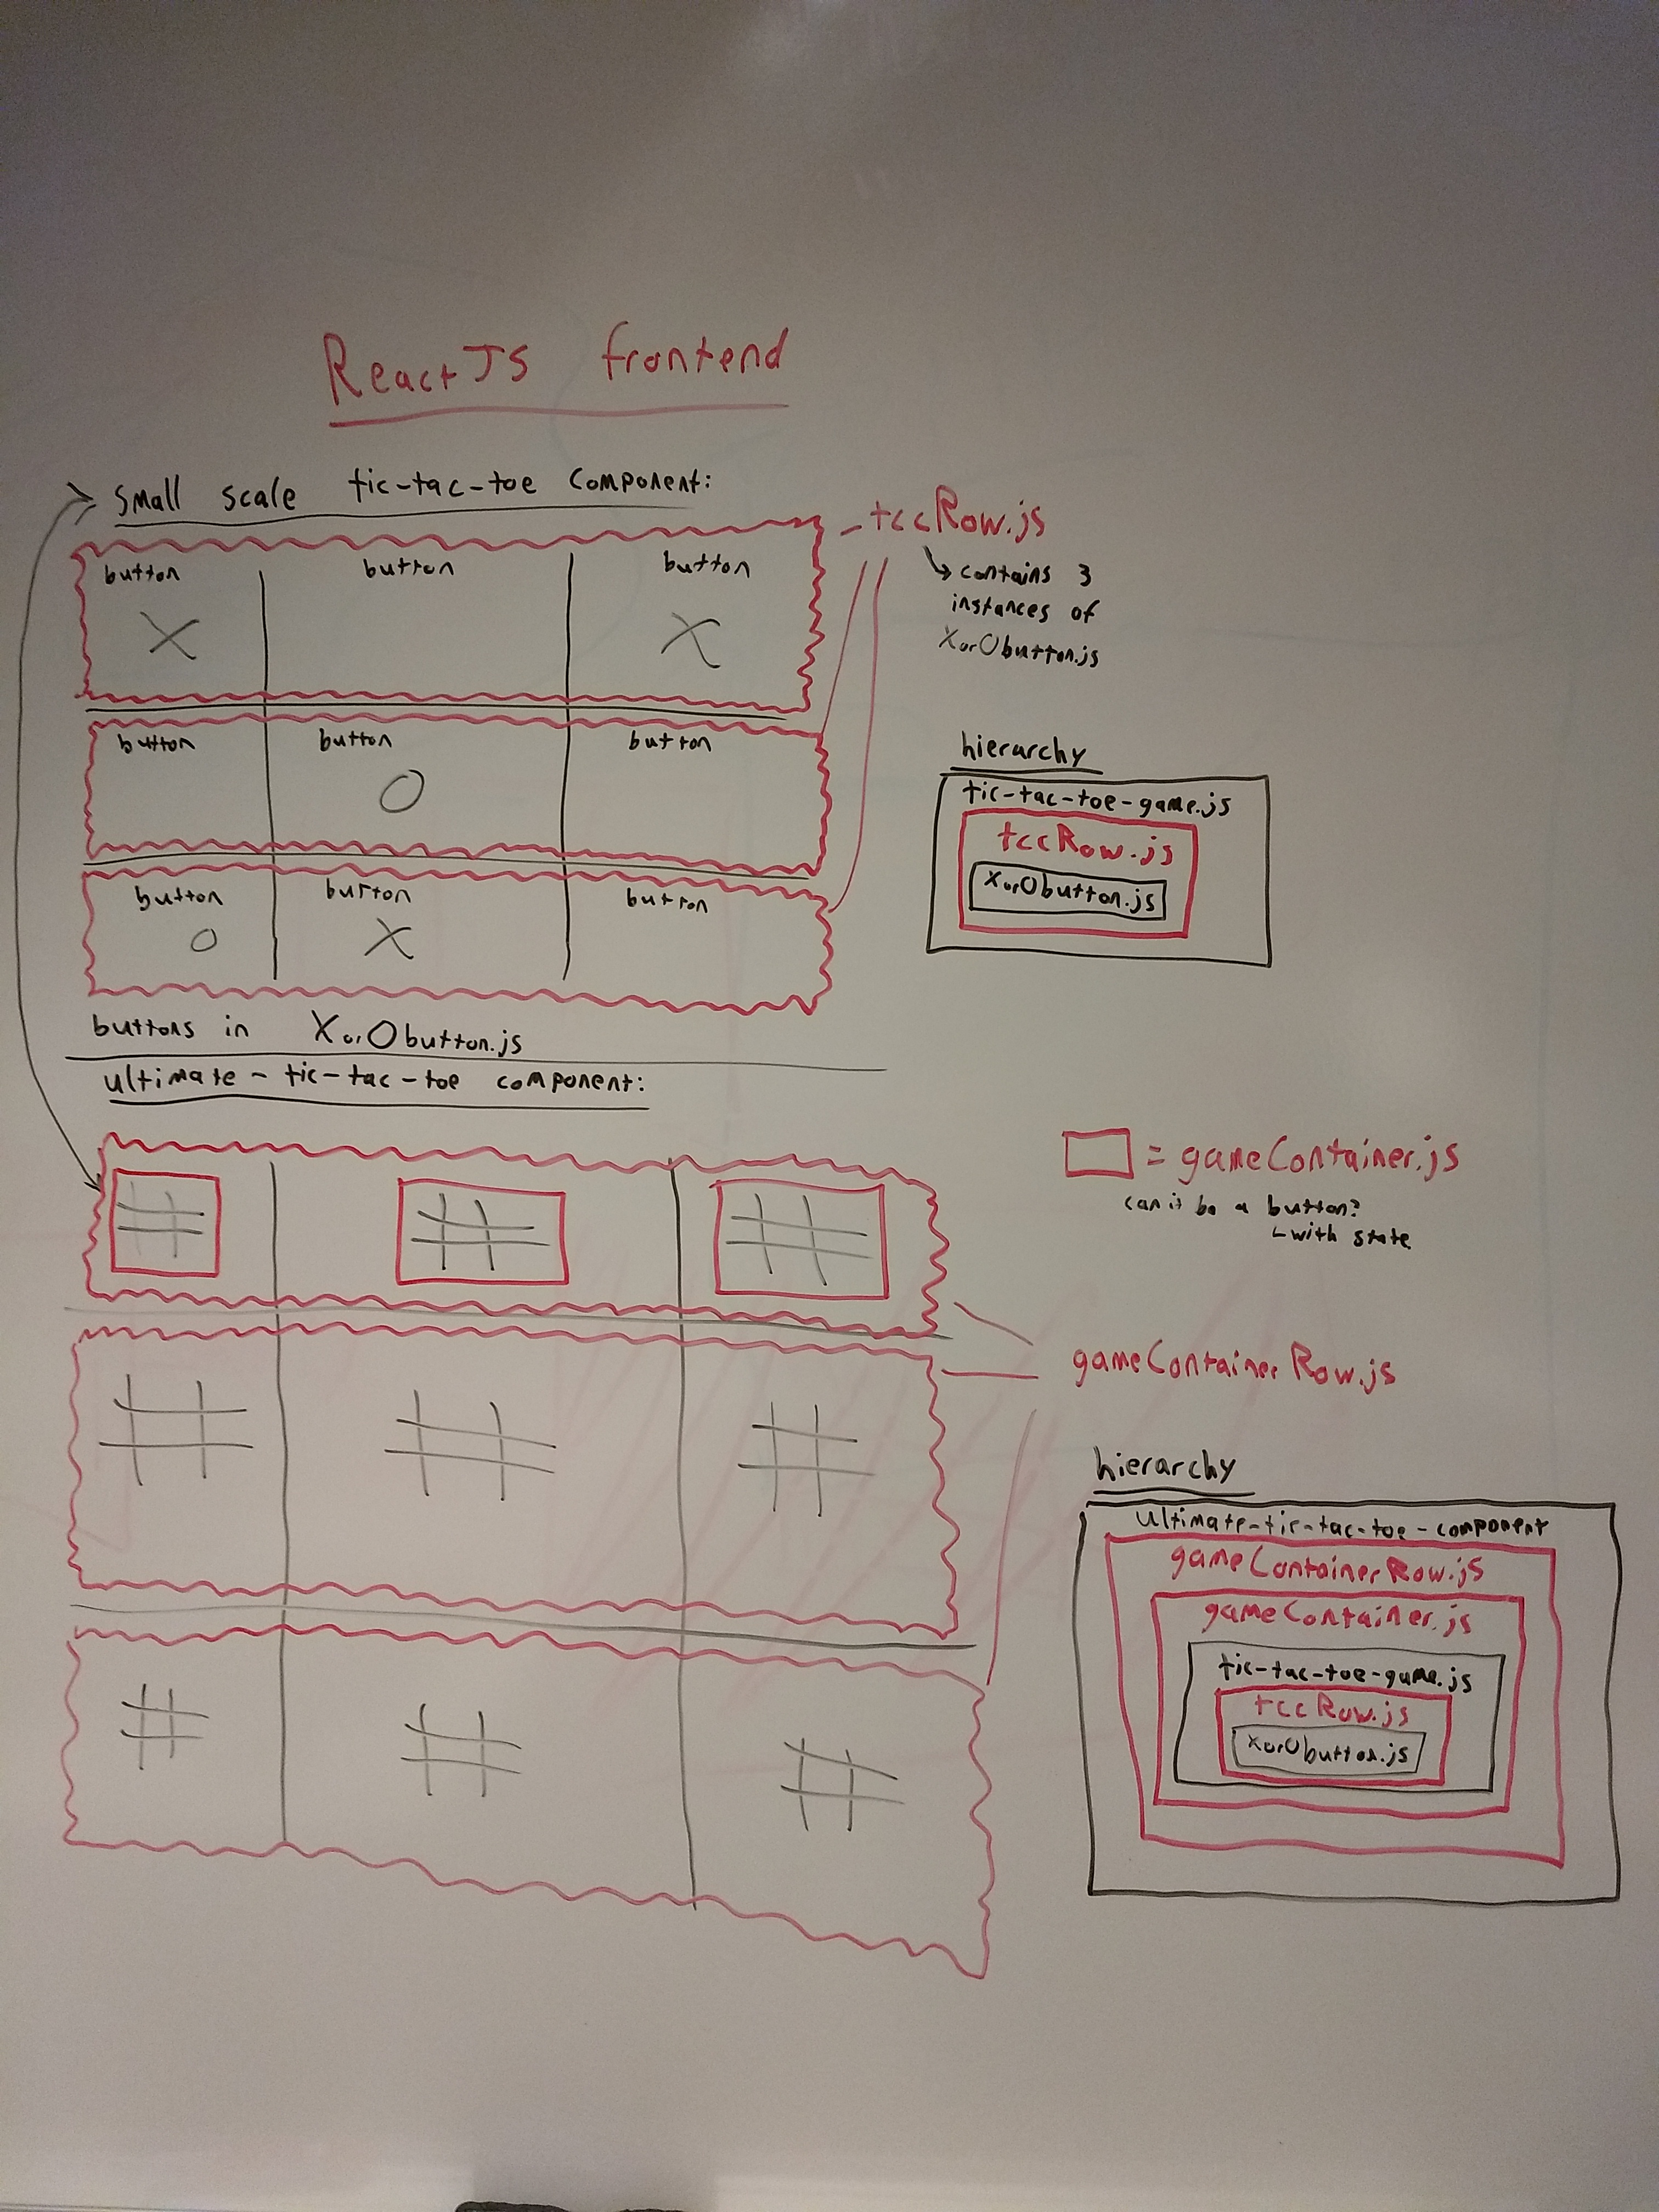 ReactJS frontend
small scale tic-tac-toe component:
tccRow.js
contains 3
instances of
XorObutton.js
button button button
X X
button button button
O
button button button
O X
buttons in XorObutton.js
hierarchy
tic-tac-toe-game.js
tccRow.js
XorObutton.js
ultimate-tic-tac-toe component:
= gameContainer.js
can it be a button?
with state
gameContainerRow.js
hierarchy
ultimate-tic-tac-toe-component
gameContainerRow.js
gameContainer.js
tic-tac-toe-game.js
tccRow.js
XorObutton.js